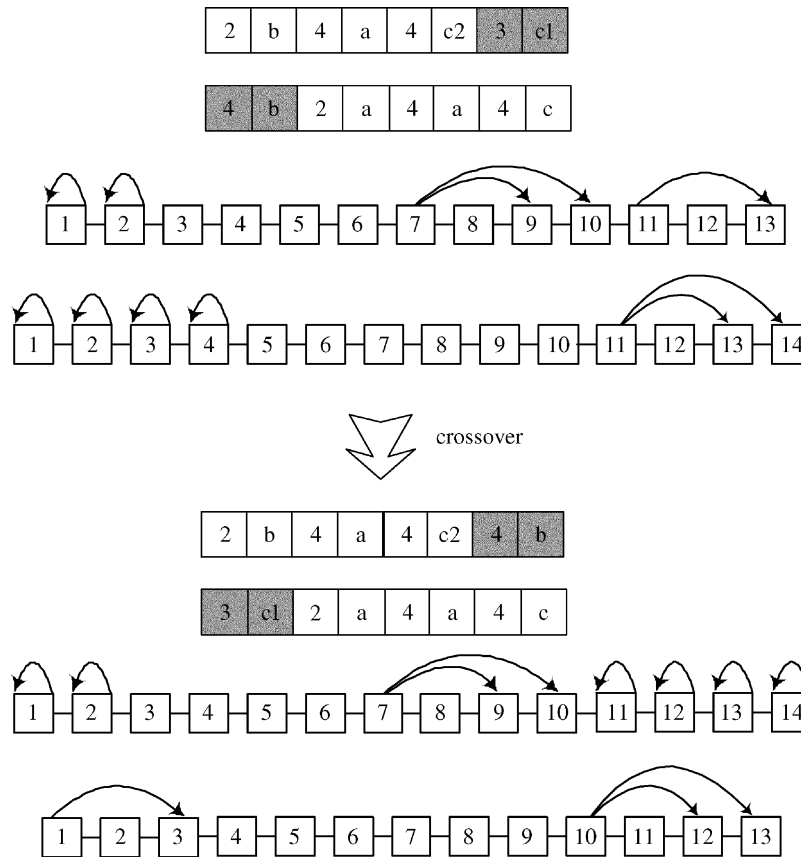 2 b 4 a 4 c2 3 c1
4 b 2 a 4 a 4 c
1 2 3 4 5 6 7 8 9 10 11 12 13
1 2 3 4 5 6 7 8 9 10 11 12 13 14
crossover
2 b 4 a 4 c2 4 b
3 c1 2 a 4 a 4 c
1 2 3 4 5 6 7 8 9 10 11 12 13 14
1 2 3 4 5 6 7 8 9 10 11 12 13